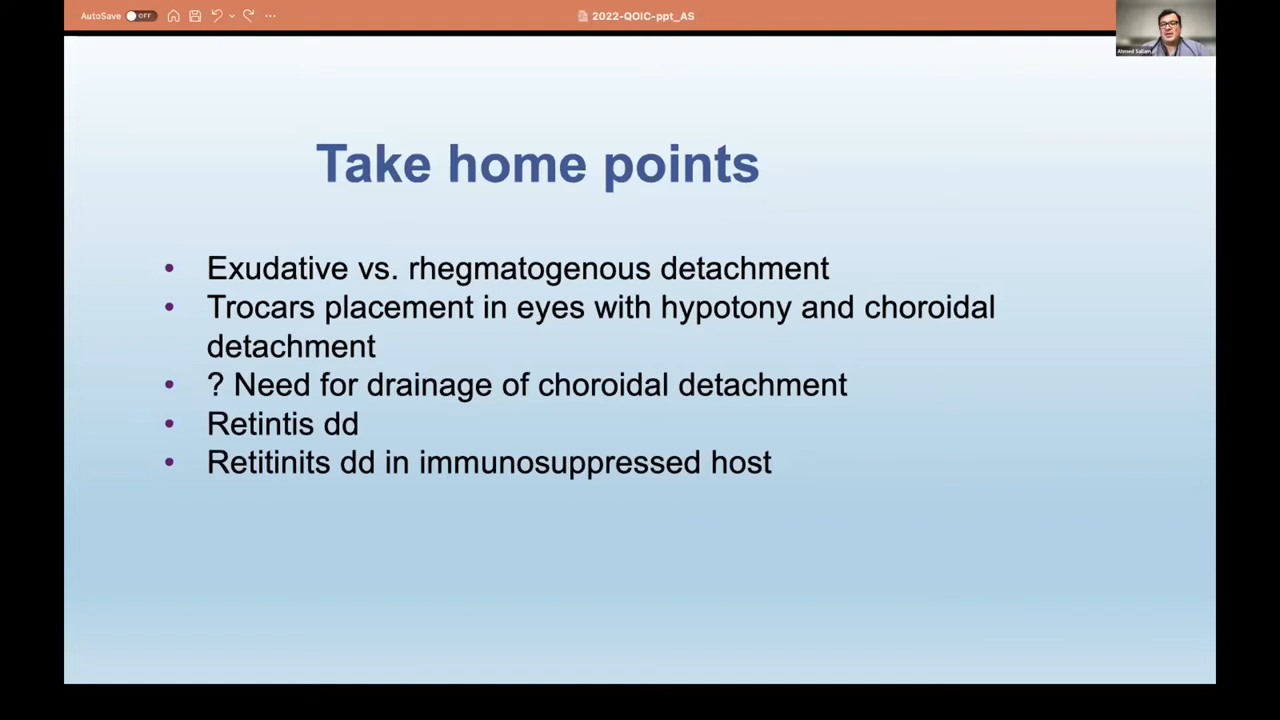 AutoSave OFF
2022-QOIC-ppt_AS
Ahmed Sallam
Take home points
• Exudative vs. rhegmatogenous detachment
• Trocars placement in eyes with hypotony and choroidal
detachment
• ? Need for drainage of choroidal detachment
• Retintis dd
• Retitinits dd in immunosuppressed host